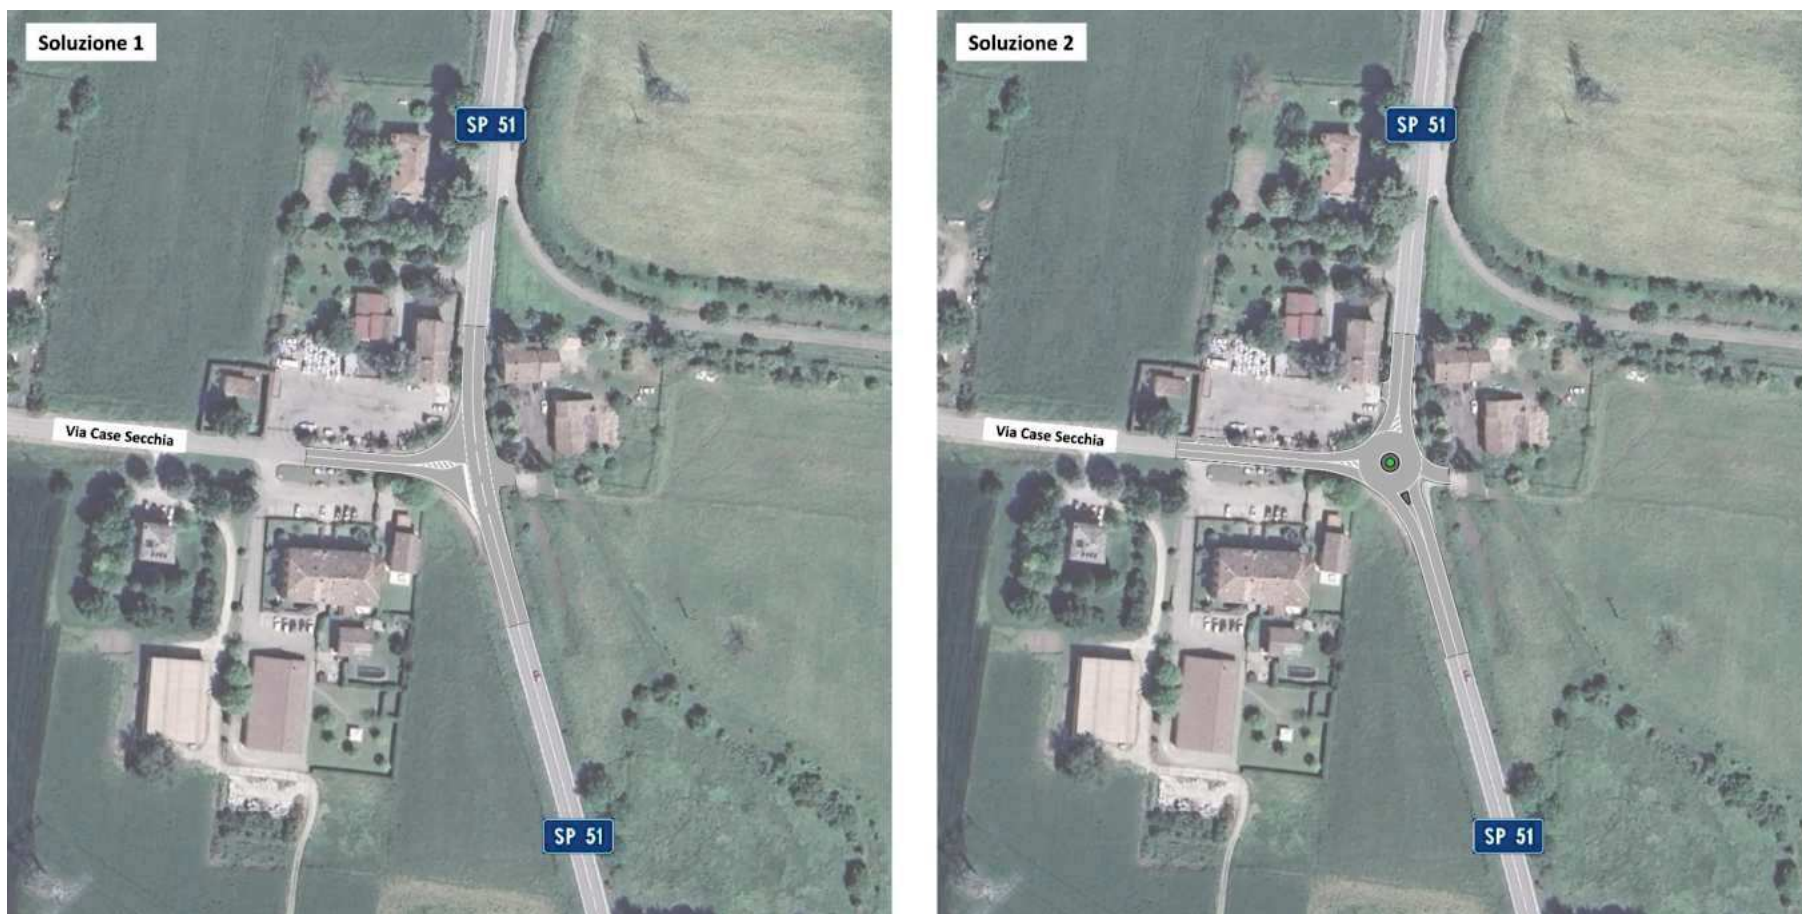 Soluzione 1
SP 51
Via Case Secchia
SP 51
Soluzione 2
SP 51
Via Case Secchia
SP 51